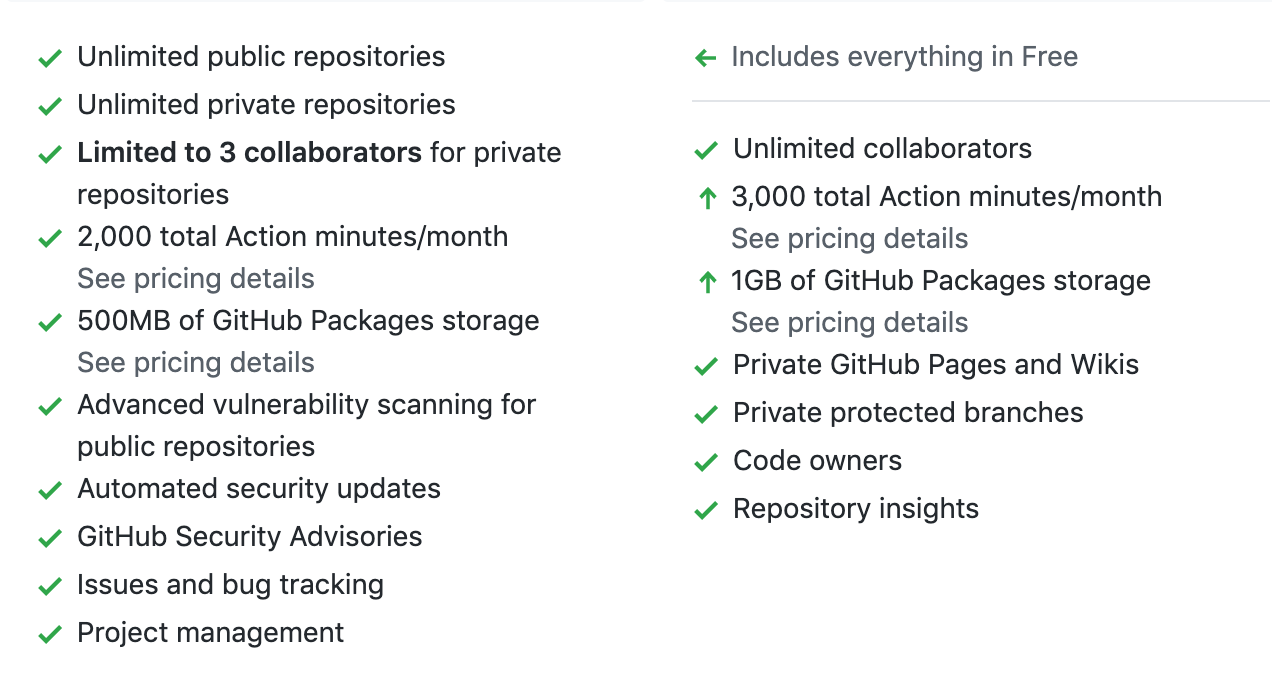 Unlimited public repositories
Unlimited private repositories
Limited to 3 collaborators for private
repositories
2,000 total Action minutes/month
See pricing details
500MB of GitHub Packages storage
See pricing details
Advanced vulnerability scanning for
public repositories
Automated security updates
GitHub Security Advisories
Issues and bug tracking
Project management
Includes everything in Free
Unlimited collaborators
3,000 total Action minutes/month
See pricing details
1GB of GitHub Packages storage
See pricing details
Private GitHub Pages and Wikis
Private protected branches
Code owners
Repository insights